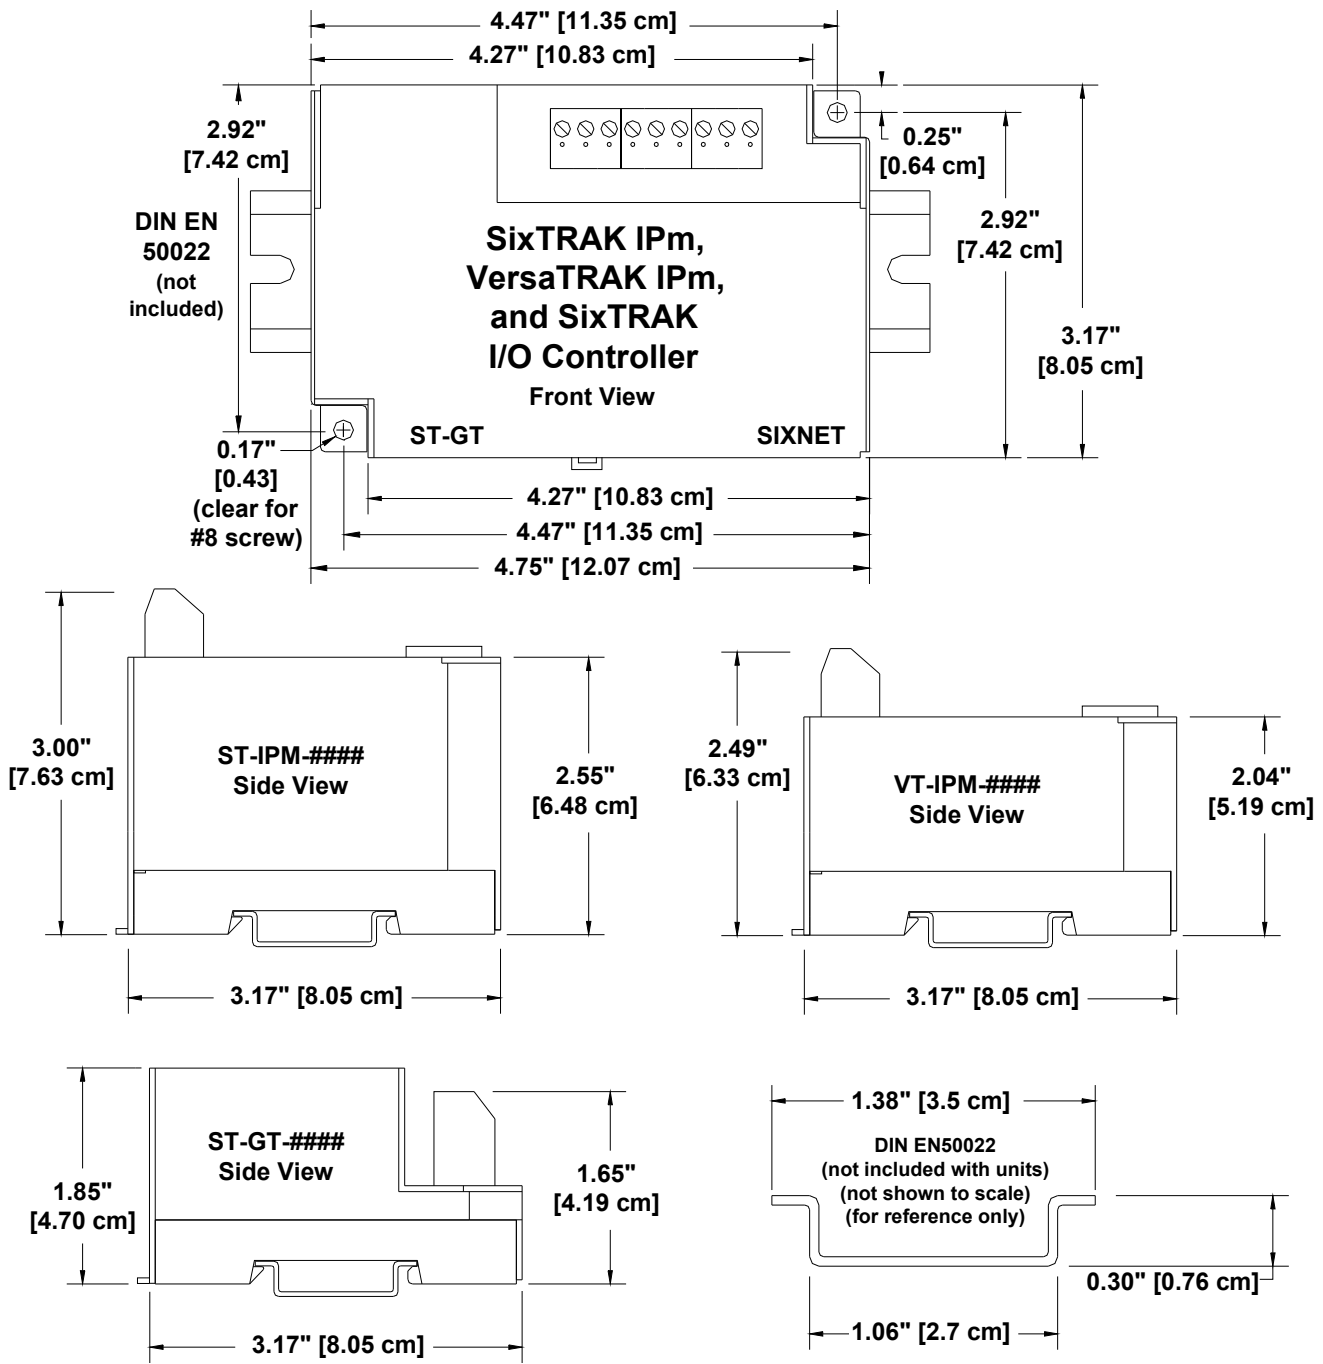 4.47" [11.35 cm]
4.27" [10.83 cm]
2.92"
[7.42 cm]
0.25"
[0.64 cm]
DIN EN
50022
(not
included)
2.92"
[7.42 cm]
SixTRAK IPm,
VersaTRAK IPm,
and SixTRAK
I/O Controller
Front View
3.17"
[8.05 cm]
ST-GT
SIXNET
0.17"
[0.43]
(clear for
#8 screw)
4.27" [10.83 cm]
4.47" [11.35 cm]
4.75" [12.07 cm]
3.00"
[7.63 cm]
ST-IPM-####
Side View
2.55"
[6.48 cm]
3.17" [8.05 cm]
2.49"
[6.33 cm]
VT-IPM-####
Side View
2.04"
[5.19 cm]
3.17" [8.05 cm]
1.85"
[4.70 cm]
ST-GT-####
Side View
1.65"
[4.19 cm]
3.17" [8.05 cm]
1.38" [3.5 cm]
DIN EN50022
(not included with units)
(not shown to scale)
(for reference only)
0.30" [0.76 cm]
1.06" [2.7 cm]